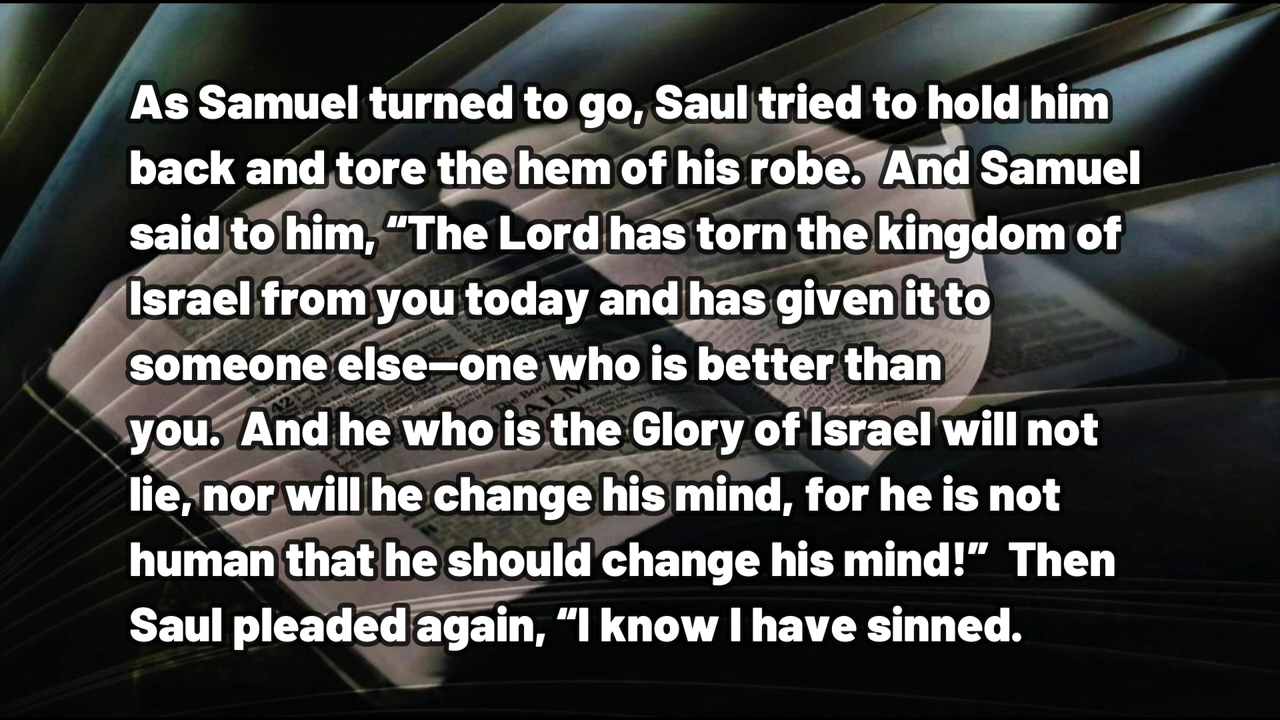 As Samuel turned to go, Saul tried to hold him
back and tore the hem of his robe.  And Samuel
said to him, “The Lord has torn the kingdom of
Israel from you today and has given it to
someone else—one who is better than
you.  And he who is the Glory of Israel will not
lie, nor will he change his mind, for he is not
human that he should change his mind!”  Then
Saul pleaded again, “I know I have sinned.
42
The Boo
ALM